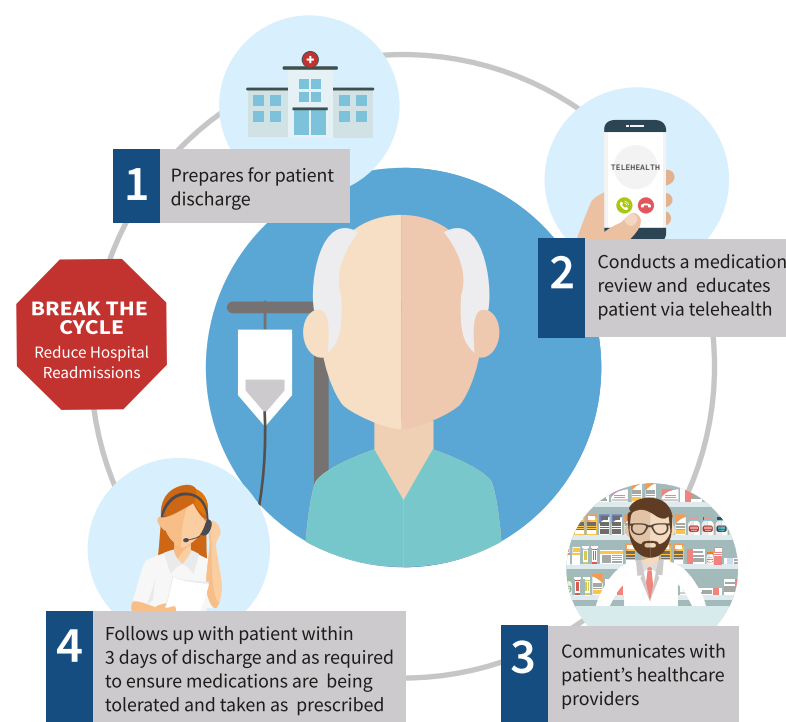 1
Prepares for patient
discharge
TELEHEALTH
2
Conducts a medication
review and educates
patient via telehealth
BREAK THE
CYCLE
Reduce Hospital
Readmissions
3
Communicates with
patient’s healthcare
providers
4
Follows up with patient within
3 days of discharge and as required
to ensure medications are being
tolerated and taken as prescribed